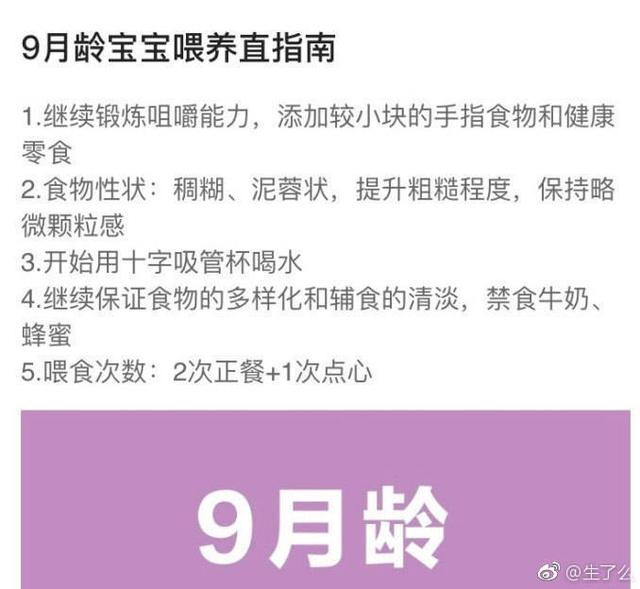 9月龄宝宝喂养直指南
1.继续锻炼咀嚼能力，添加较小块的手指食物和健康
零食
2.食物性状：稠糊、泥蓉状，提升粗糙程度，保持略
微颗粒感
3.开始用十字吸管杯喝水
4.继续保证食物的多样化和辅食的清淡，禁食牛奶、
蜂蜜
5.喂食次数：2次正餐+1次点心
9月龄
@生了么